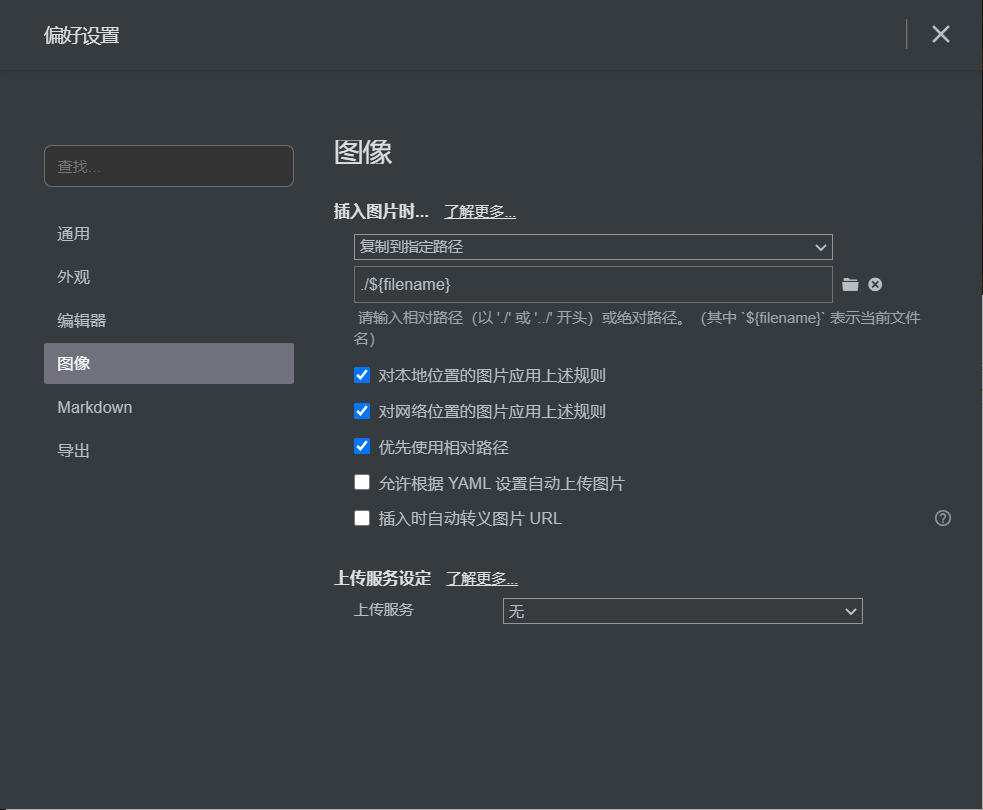 偏好设置
查找...
通用
外观
编辑器
图像
Markdown
导出
图像
插入图片时... 了解更多...
复制到指定路径
./${filename}
请输入相对路径（以 './' 或 '../' 开头）或绝对路径。（其中 `${filename}` 表示当前文件
名）
对本地位置的图片应用上述规则
对网络位置的图片应用上述规则
优先使用相对路径
允许根据 YAML 设置自动上传图片
插入时自动转义图片 URL
上传服务设定 了解更多...
上传服务 无